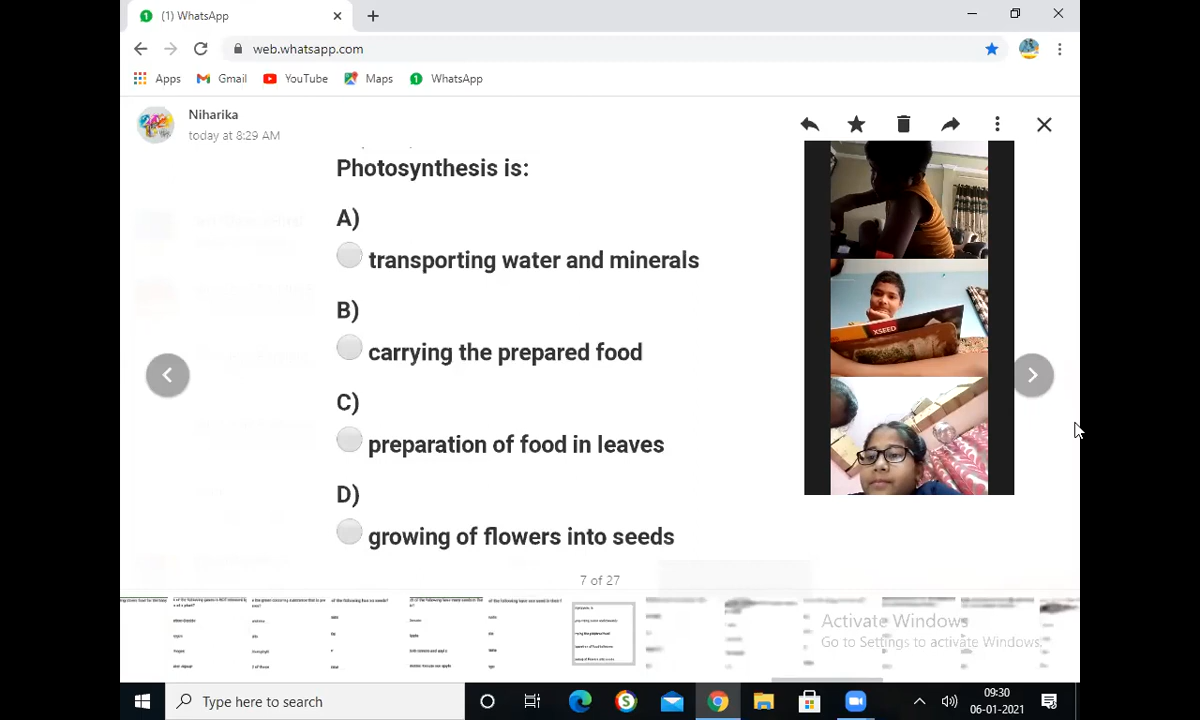 (1) WhatsApp
web.whatsapp.com
Apps Gmail YouTube Maps WhatsApp
Niharika
today at 8:29 AM
Photosynthesis is:
A)
transporting water and minerals
B)
carrying the prepared food
XSEED
C)
preparation of food in leaves
D)
growing of flowers into seeds
7 of 27
Activate Windows
Go to Settings to activate Windows.
Type here to search
09:30
06-01-2021